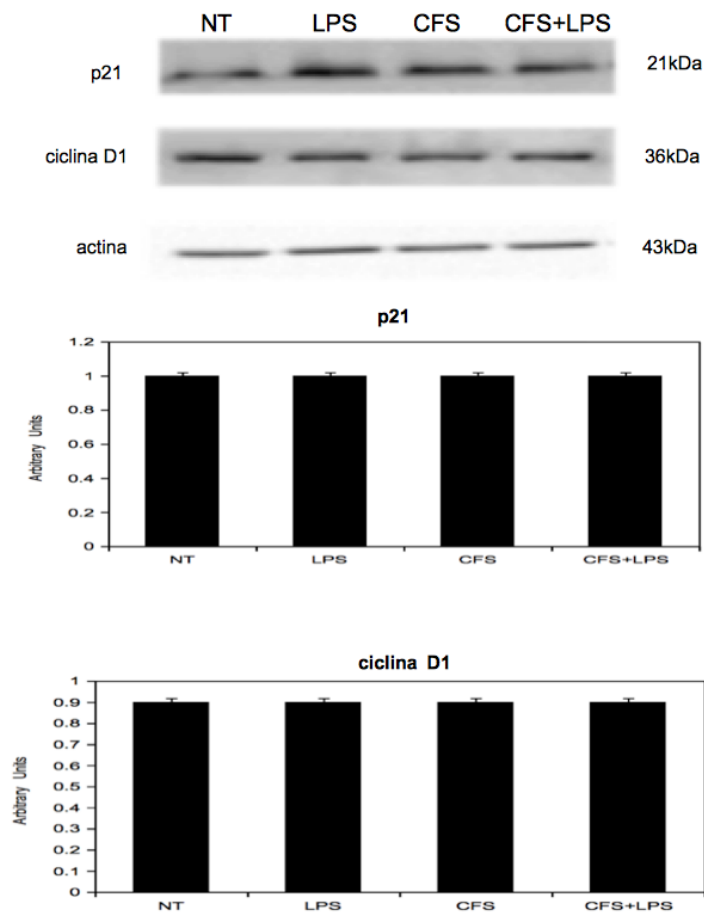 NT LPS CFS CFS+LPS
p21 21kDa
ciclina D1 36kDa
actina 43kDa
p21
Arbitrary Units
1.2
1
0.8
0.6
0.4
0.2
0
NT LPS CFS CFS+LPS
ciclina D1
Arbitrary Units
1
0.9
0.8
0.7
0.6
0.5
0.4
0.3
0.2
0.1
0
NT LPS CFS CFS+LPS